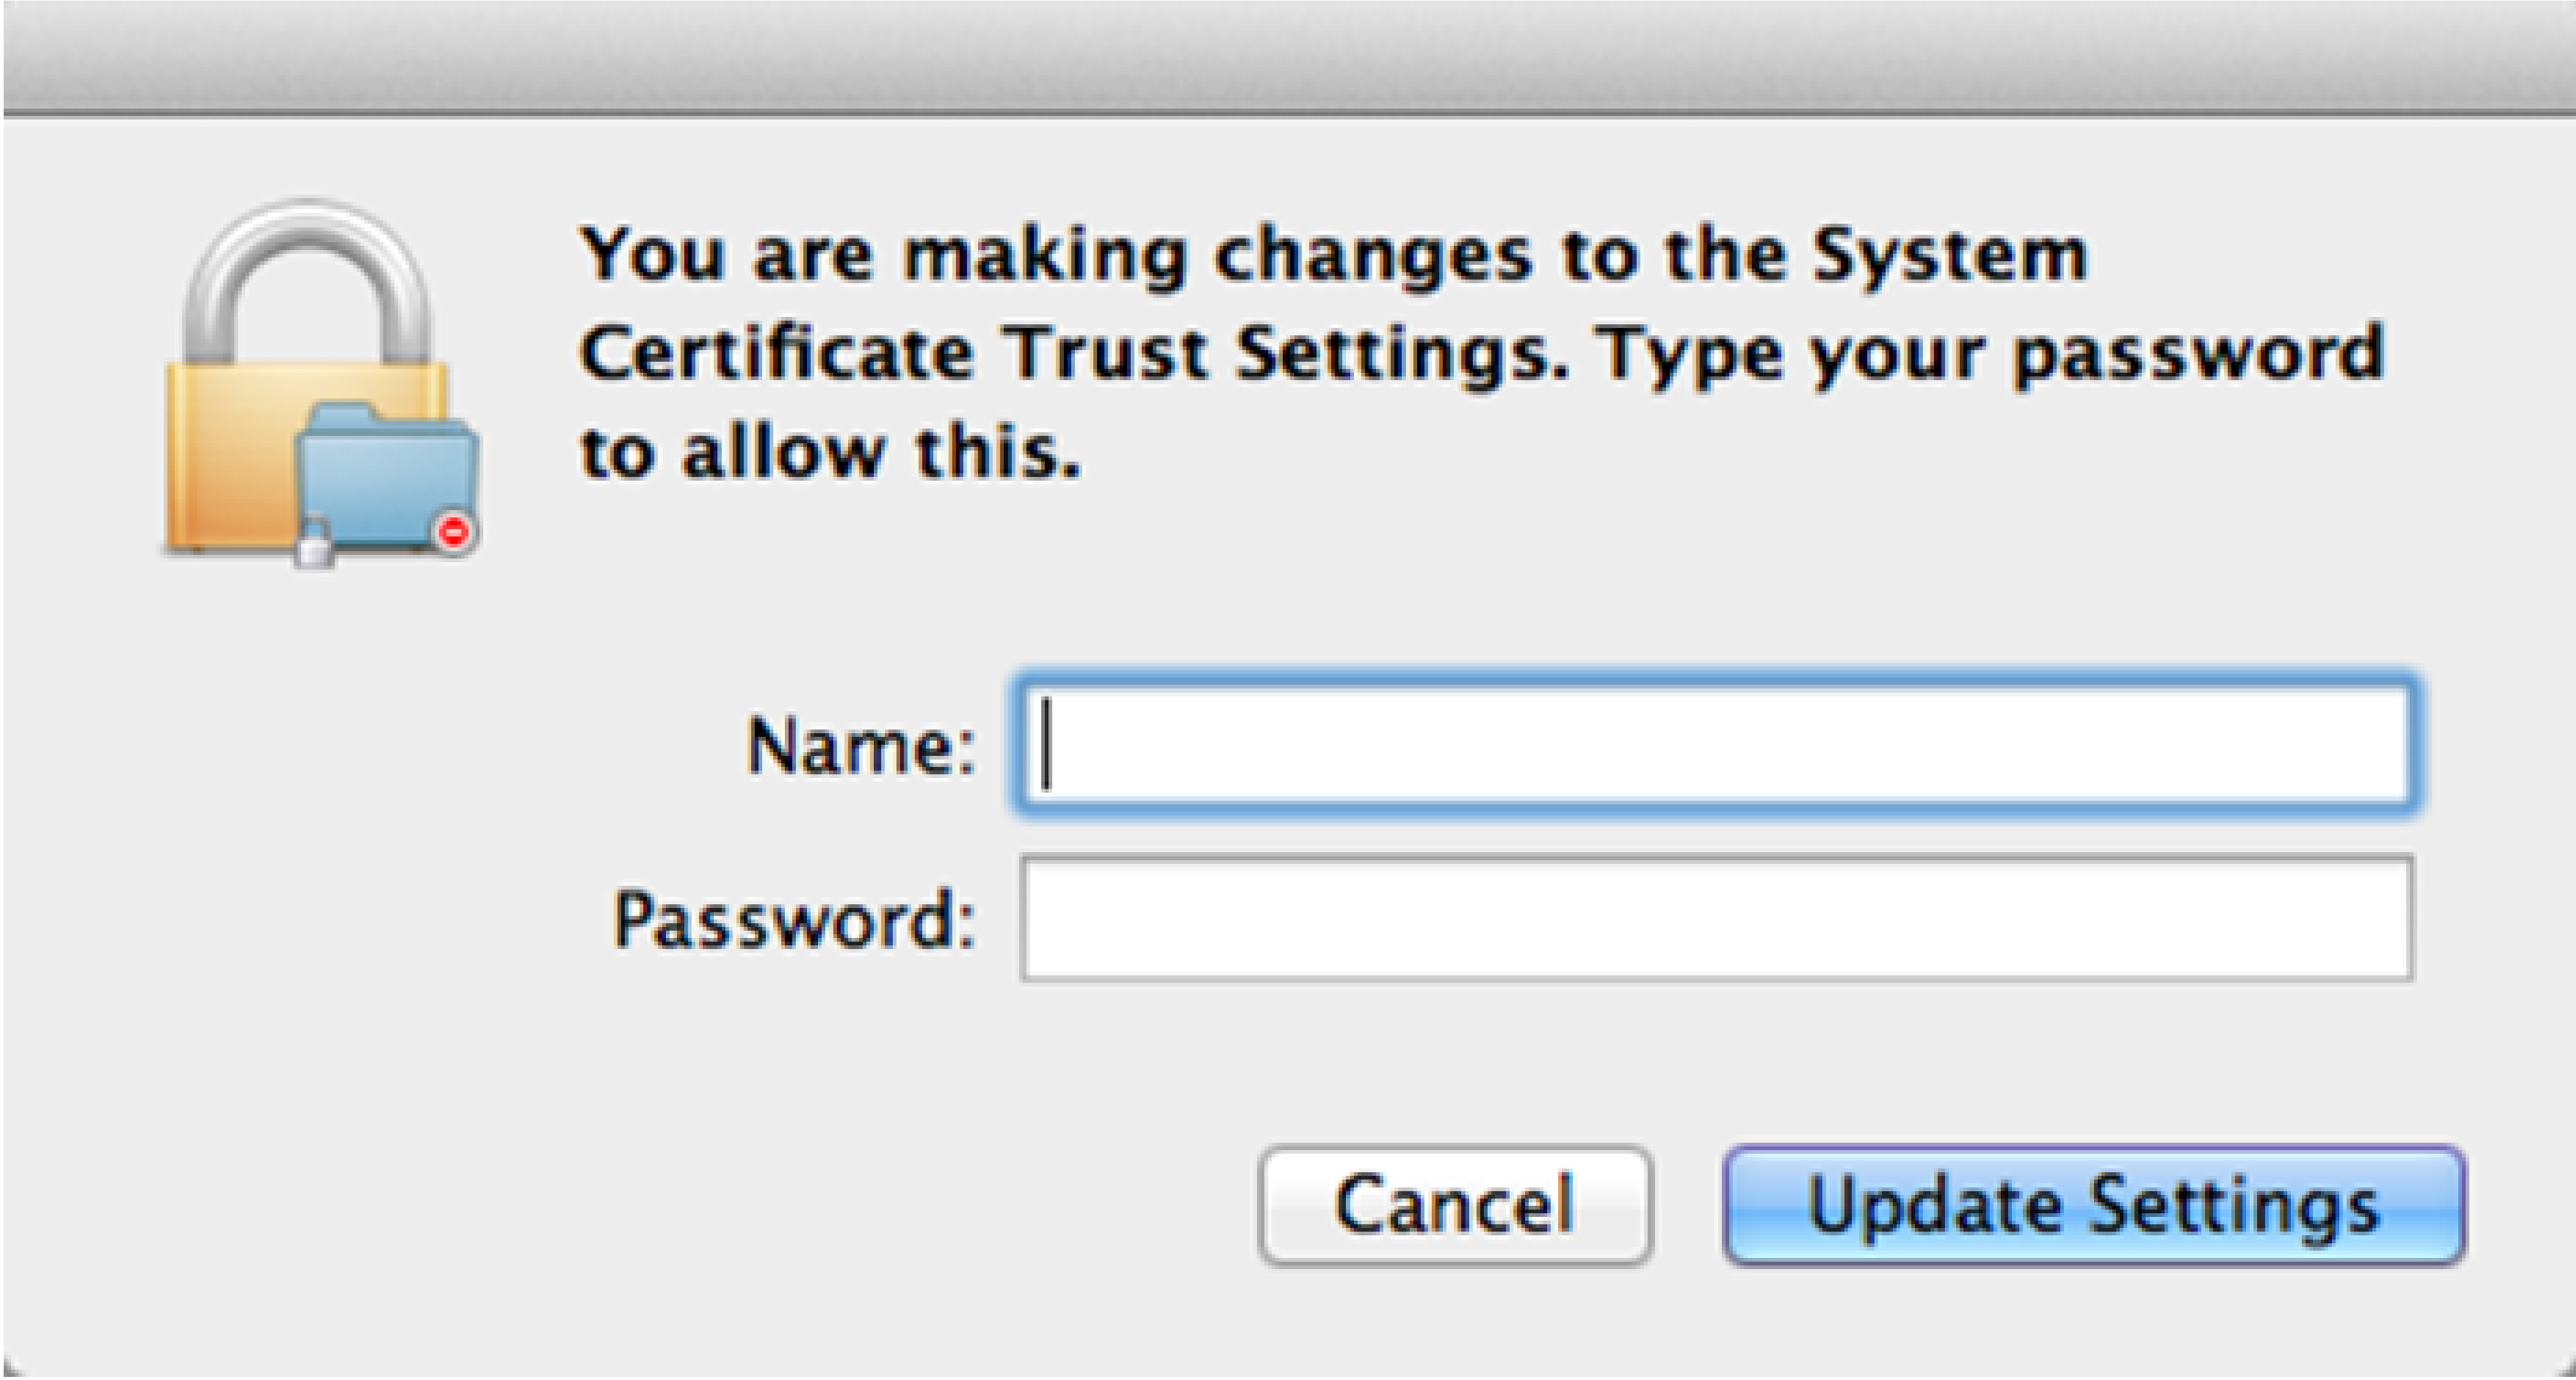 You are making changes to the System
Certificate Trust Settings. Type your password
to allow this.
Name:
Password:
Cancel
Update Settings